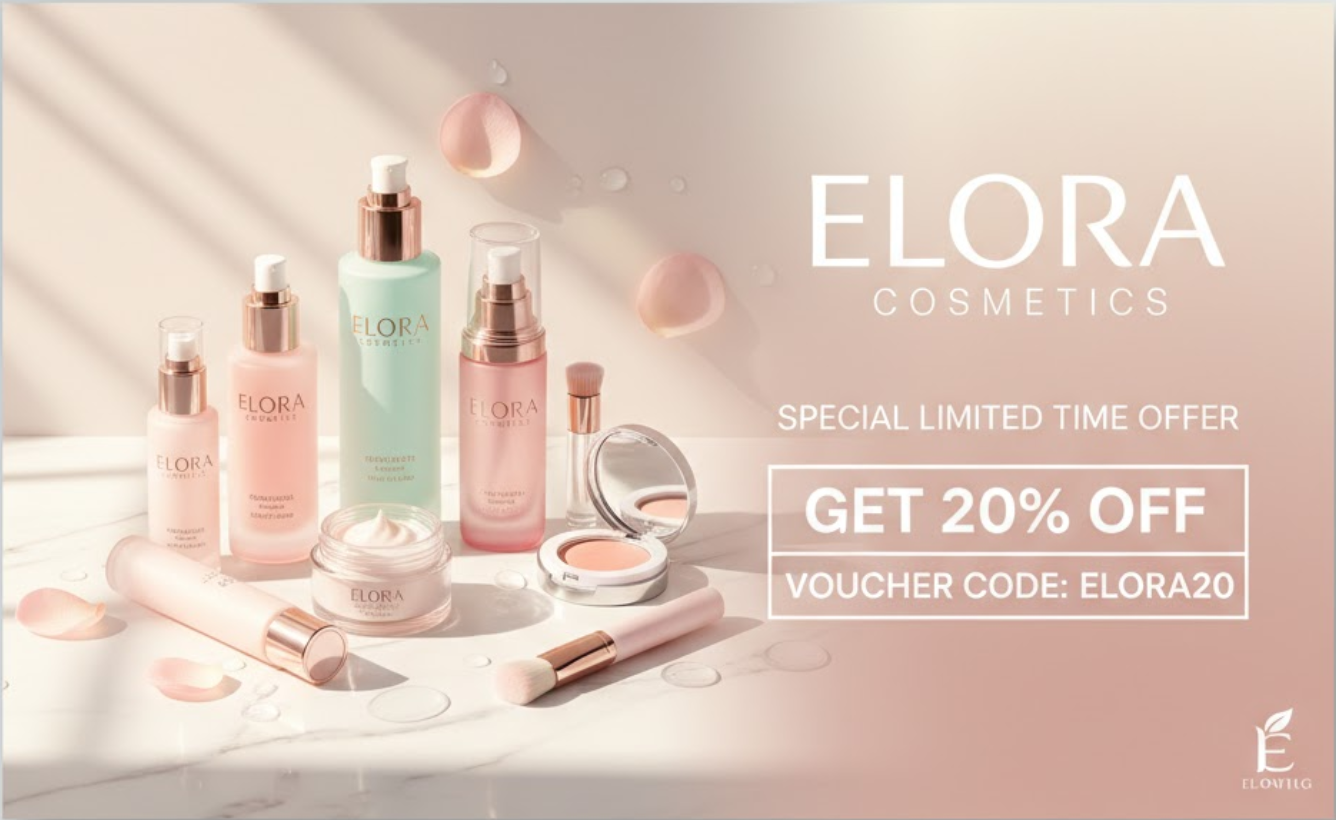 ELORA
COSMETICS
SPECIAL LIMITED TIME OFFER
GET 20% OFF
VOUCHER CODE: ELORA20
ELORA
ELORA
ELORA
ELORA
ELORA
E